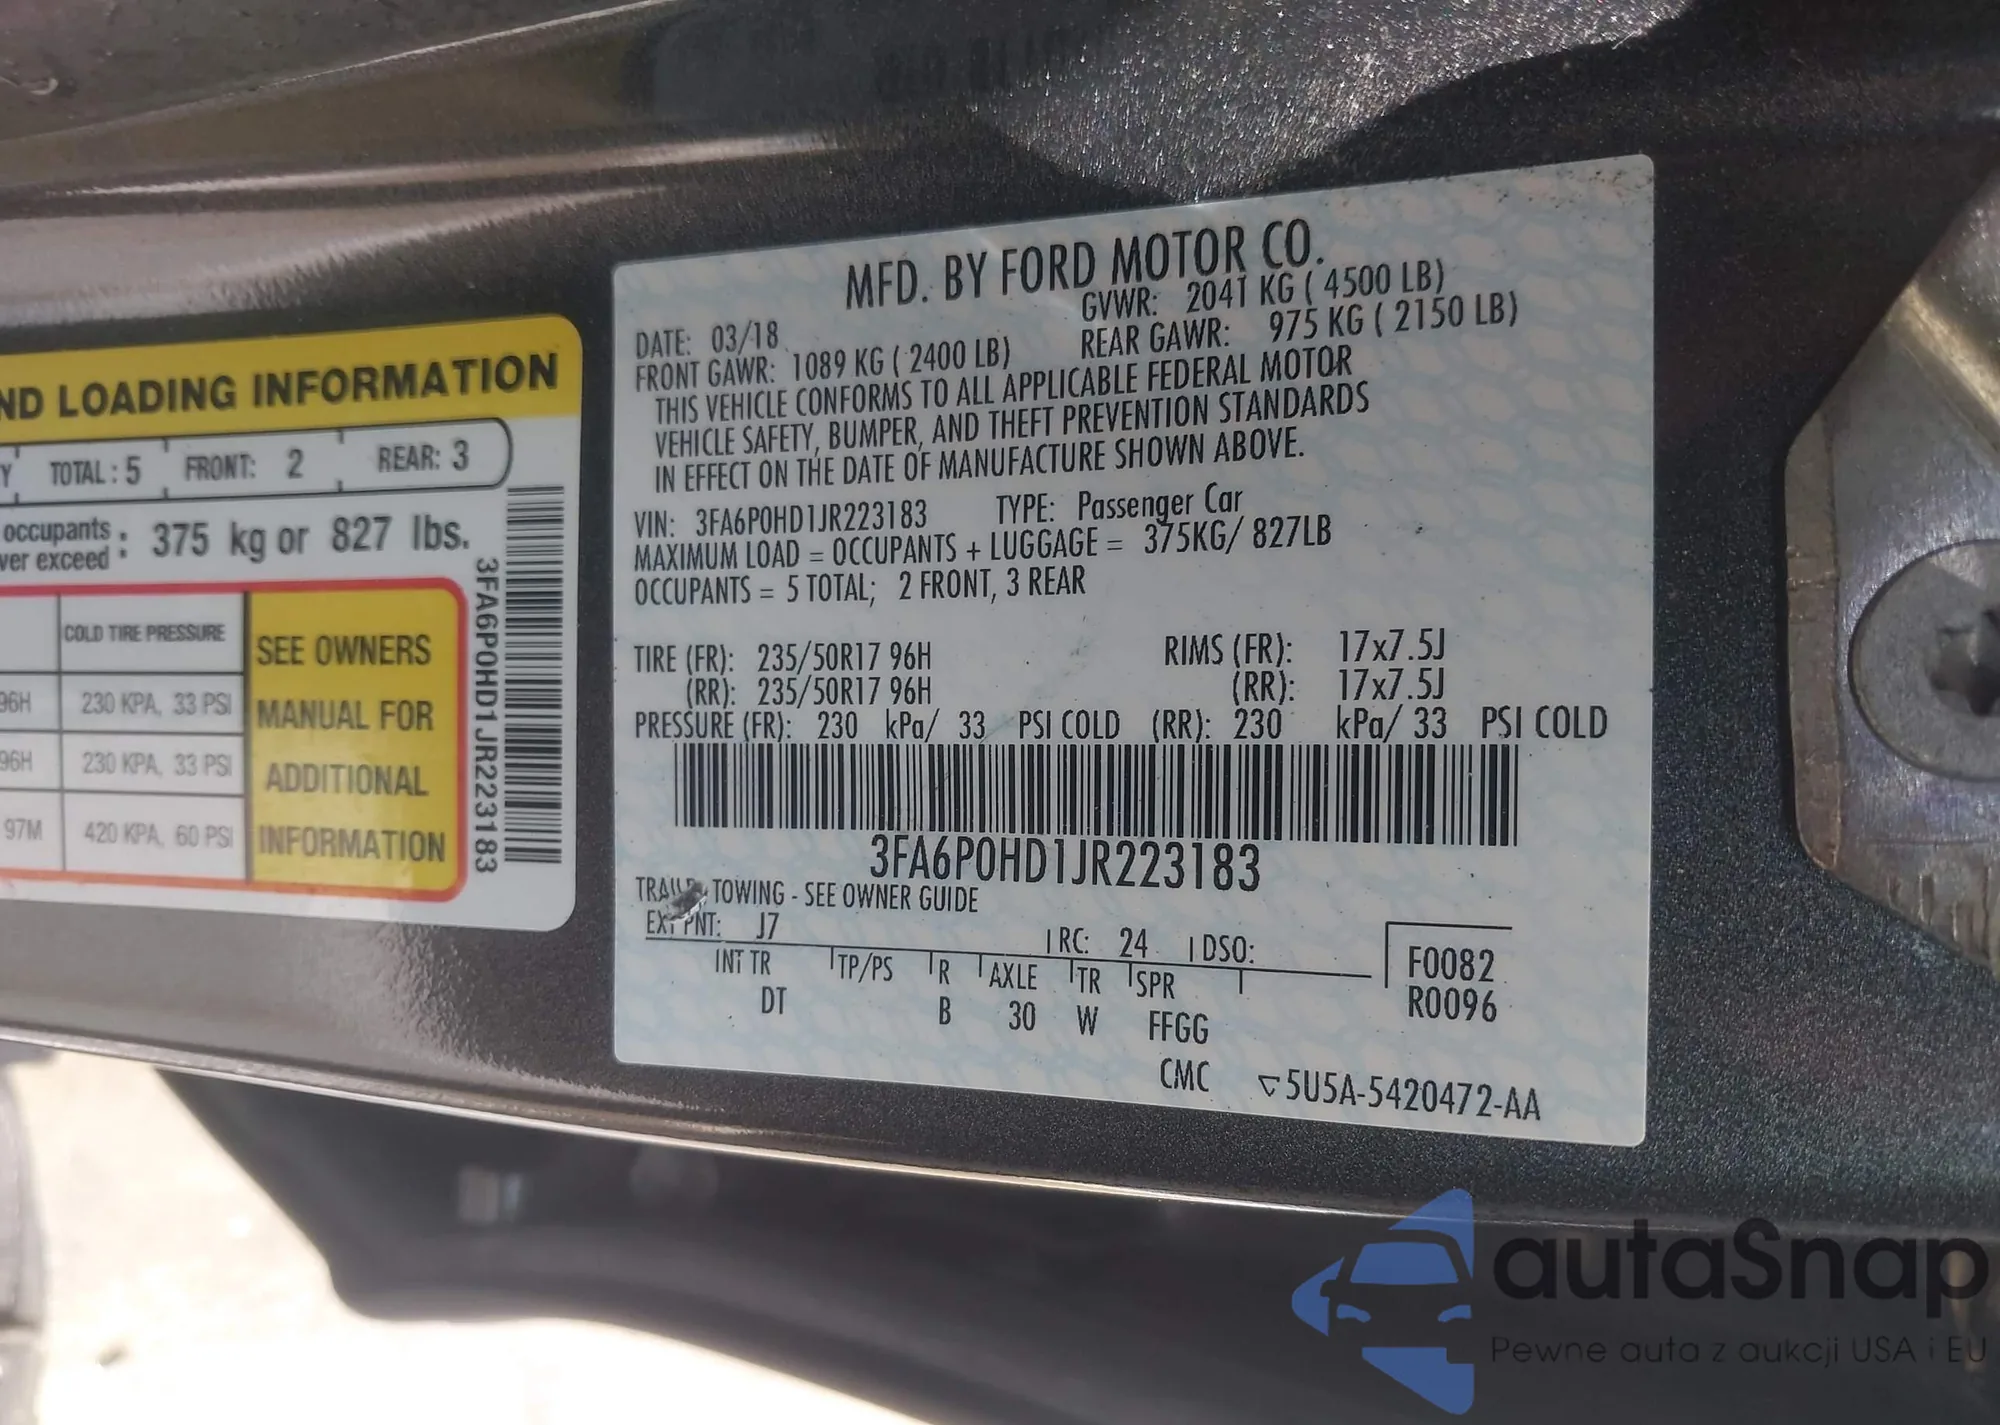 ND LOADING INFORMATION
Y TOTAL: 5 FRONT: 2 REAR: 3
occupants
ver exceed : 375 kg or 827 lbs.
COLD TIRE PRESSURE
96H 230 KPA, 33 PSI
96H 230 KPA, 33 PSI
97M 420 KPA, 60 PSI
SEE OWNERS
MANUAL FOR
ADDITIONAL
INFORMATION
3FA6P0HD1JR223183
MFD. BY FORD MOTOR CO.
DATE: 03/18 GVWR: 2041 KG ( 4500 LB)
FRONT GAWR: 1089 KG ( 2400 LB) REAR GAWR: 975 KG ( 2150 LB)
THIS VEHICLE CONFORMS TO ALL APPLICABLE FEDERAL MOTOR
VEHICLE SAFETY, BUMPER, AND THEFT PREVENTION STANDARDS
IN EFFECT ON THE DATE OF MANUFACTURE SHOWN ABOVE.
VIN: 3FA6P0HD1JR223183 TYPE: Passenger Car
MAXIMUM LOAD = OCCUPANTS + LUGGAGE = 375KG/ 827LB
OCCUPANTS = 5 TOTAL; 2 FRONT, 3 REAR
TIRE (FR): 235/50R17 96H RIMS (FR): 17x7.5J
(RR): 235/50R17 96H (RR): 17x7.5J
PRESSURE (FR): 230 kPa/ 33 PSI COLD (RR): 230 kPa/ 33 PSI COLD
3FA6P0HD1JR223183
TRAILER TOWING - SEE OWNER GUIDE
EXT PNT: J7 RC: 24 DSO:
F0082
R0096
INT TR TP/PS R AXLE TR SPR
DT B 30 W FFGG
CMC 5U5A-5420472-AA
autaSnap
Pewne auta z aukcji USA i EU